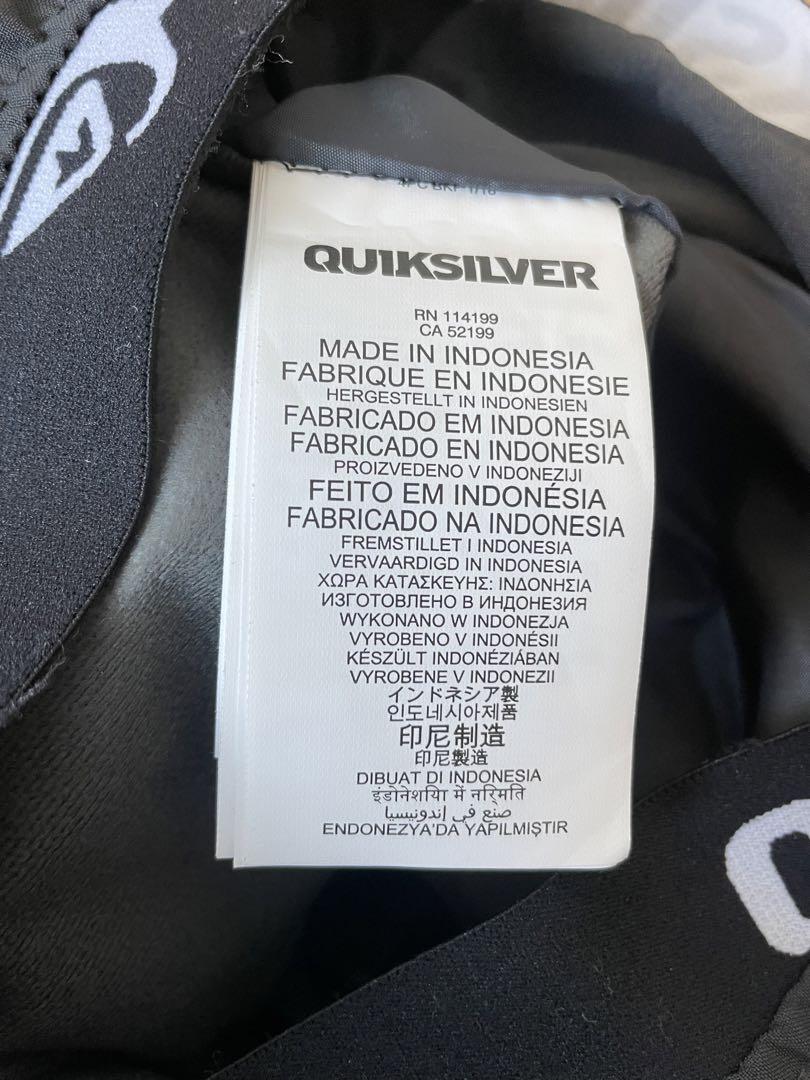 QUIKSILVER
RN 114199
CA 52199
MADE IN INDONESIA
FABRIQUE EN INDONESIE
HERGESTELLT IN INDONESIEN
FABRICADO EM INDONESIA
FABRICADO EN INDONESIA
PROIZVEDENO V INDONEZIJI
FEITO EM INDONÉSIA
FABRICADO NA INDONESIA
FREMSTILLET I INDONESIA
VERVAARDIGD IN INDONESIA
ΧΩΡΑ ΚΑΤΑΣΚΕΥΗΣ: ΙΝΔΟΝΗΣΙΑ
ИЗГОТОВЛЕНО В ИНДОНЕЗИЯ
WYKONANO W INDONEZJA
VYROBENO V INDONÉSII
KÉSZÜLT INDONÉZIÁBAN
VYROBENE V INDONEZII
インドネシア製
인도네시아제품
印尼制造
印尼製造
DIBUAT DI INDONESIA
इंडोनेशिया में नर्िमति
صنع في إندونيسيا
ENDONEZYA'DA YAPILMIŞTIR